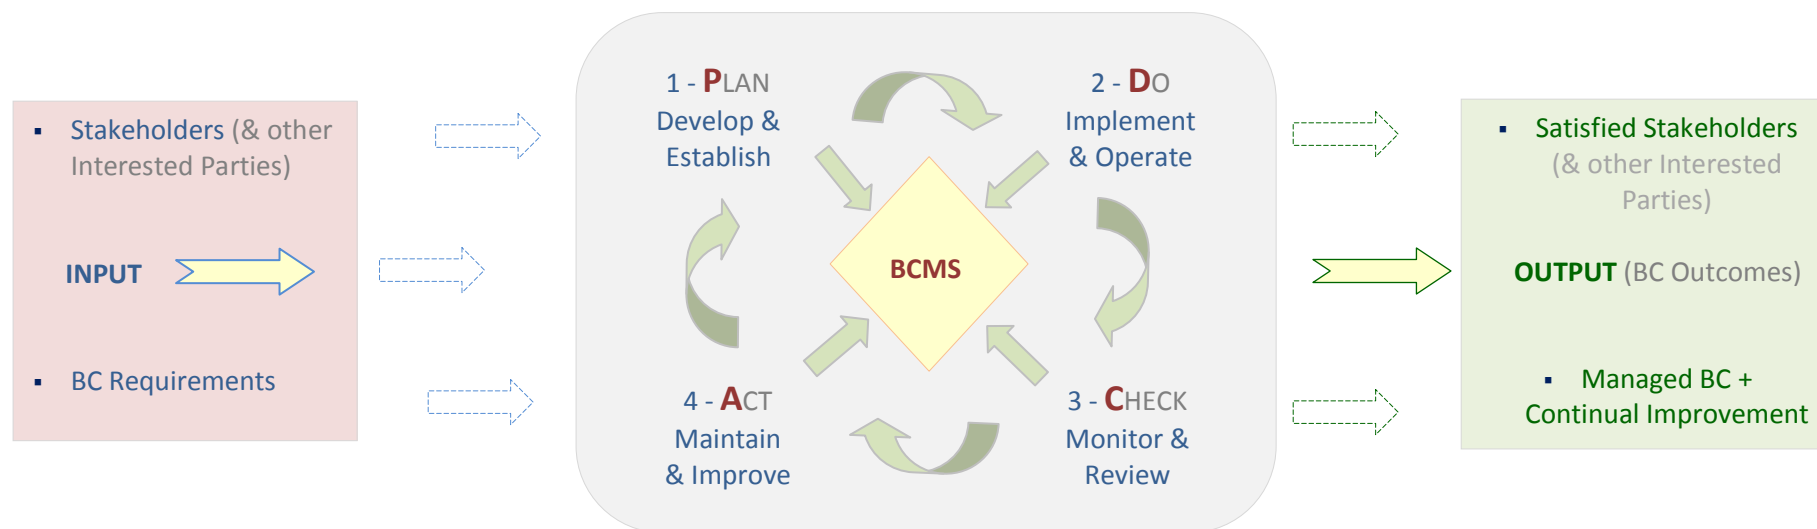 ▪ Stakeholders (& other
Interested Parties)
INPUT
▪ BC Requirements
1 - PLAN
Develop &
Establish
2 - DO
Implement
& Operate
BCMS
4 - ACT
Maintain
& Improve
3 - CHECK
Monitor &
Review
▪ Satisfied Stakeholders
(& other Interested
Parties)
OUTPUT (BC Outcomes)
▪ Managed BC +
Continual Improvement